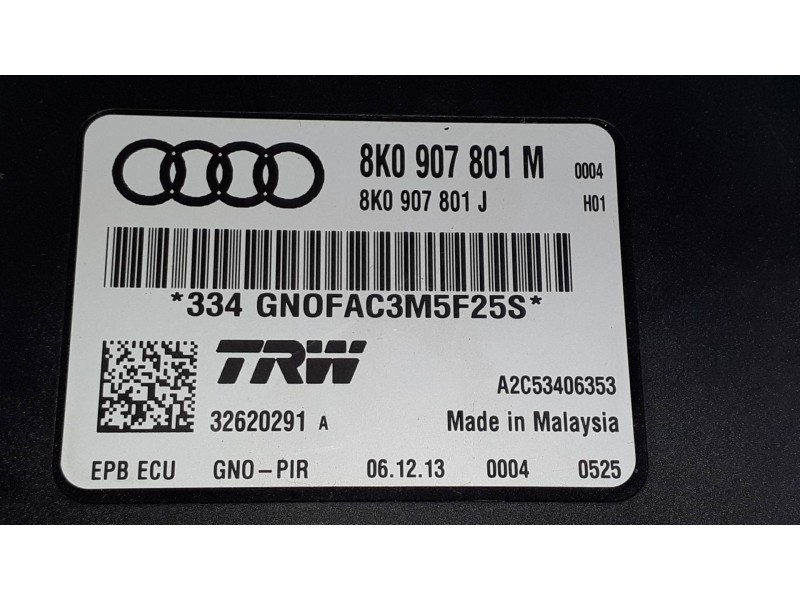 8K0 907 801 M 0004
8K0 907 801 J H01
*334 GNOFAC3M5F25S*
TRW
A2C53406353
32620291 A Made in Malaysia
EPB ECU GNO-PIR 06.12.13 0004 0525